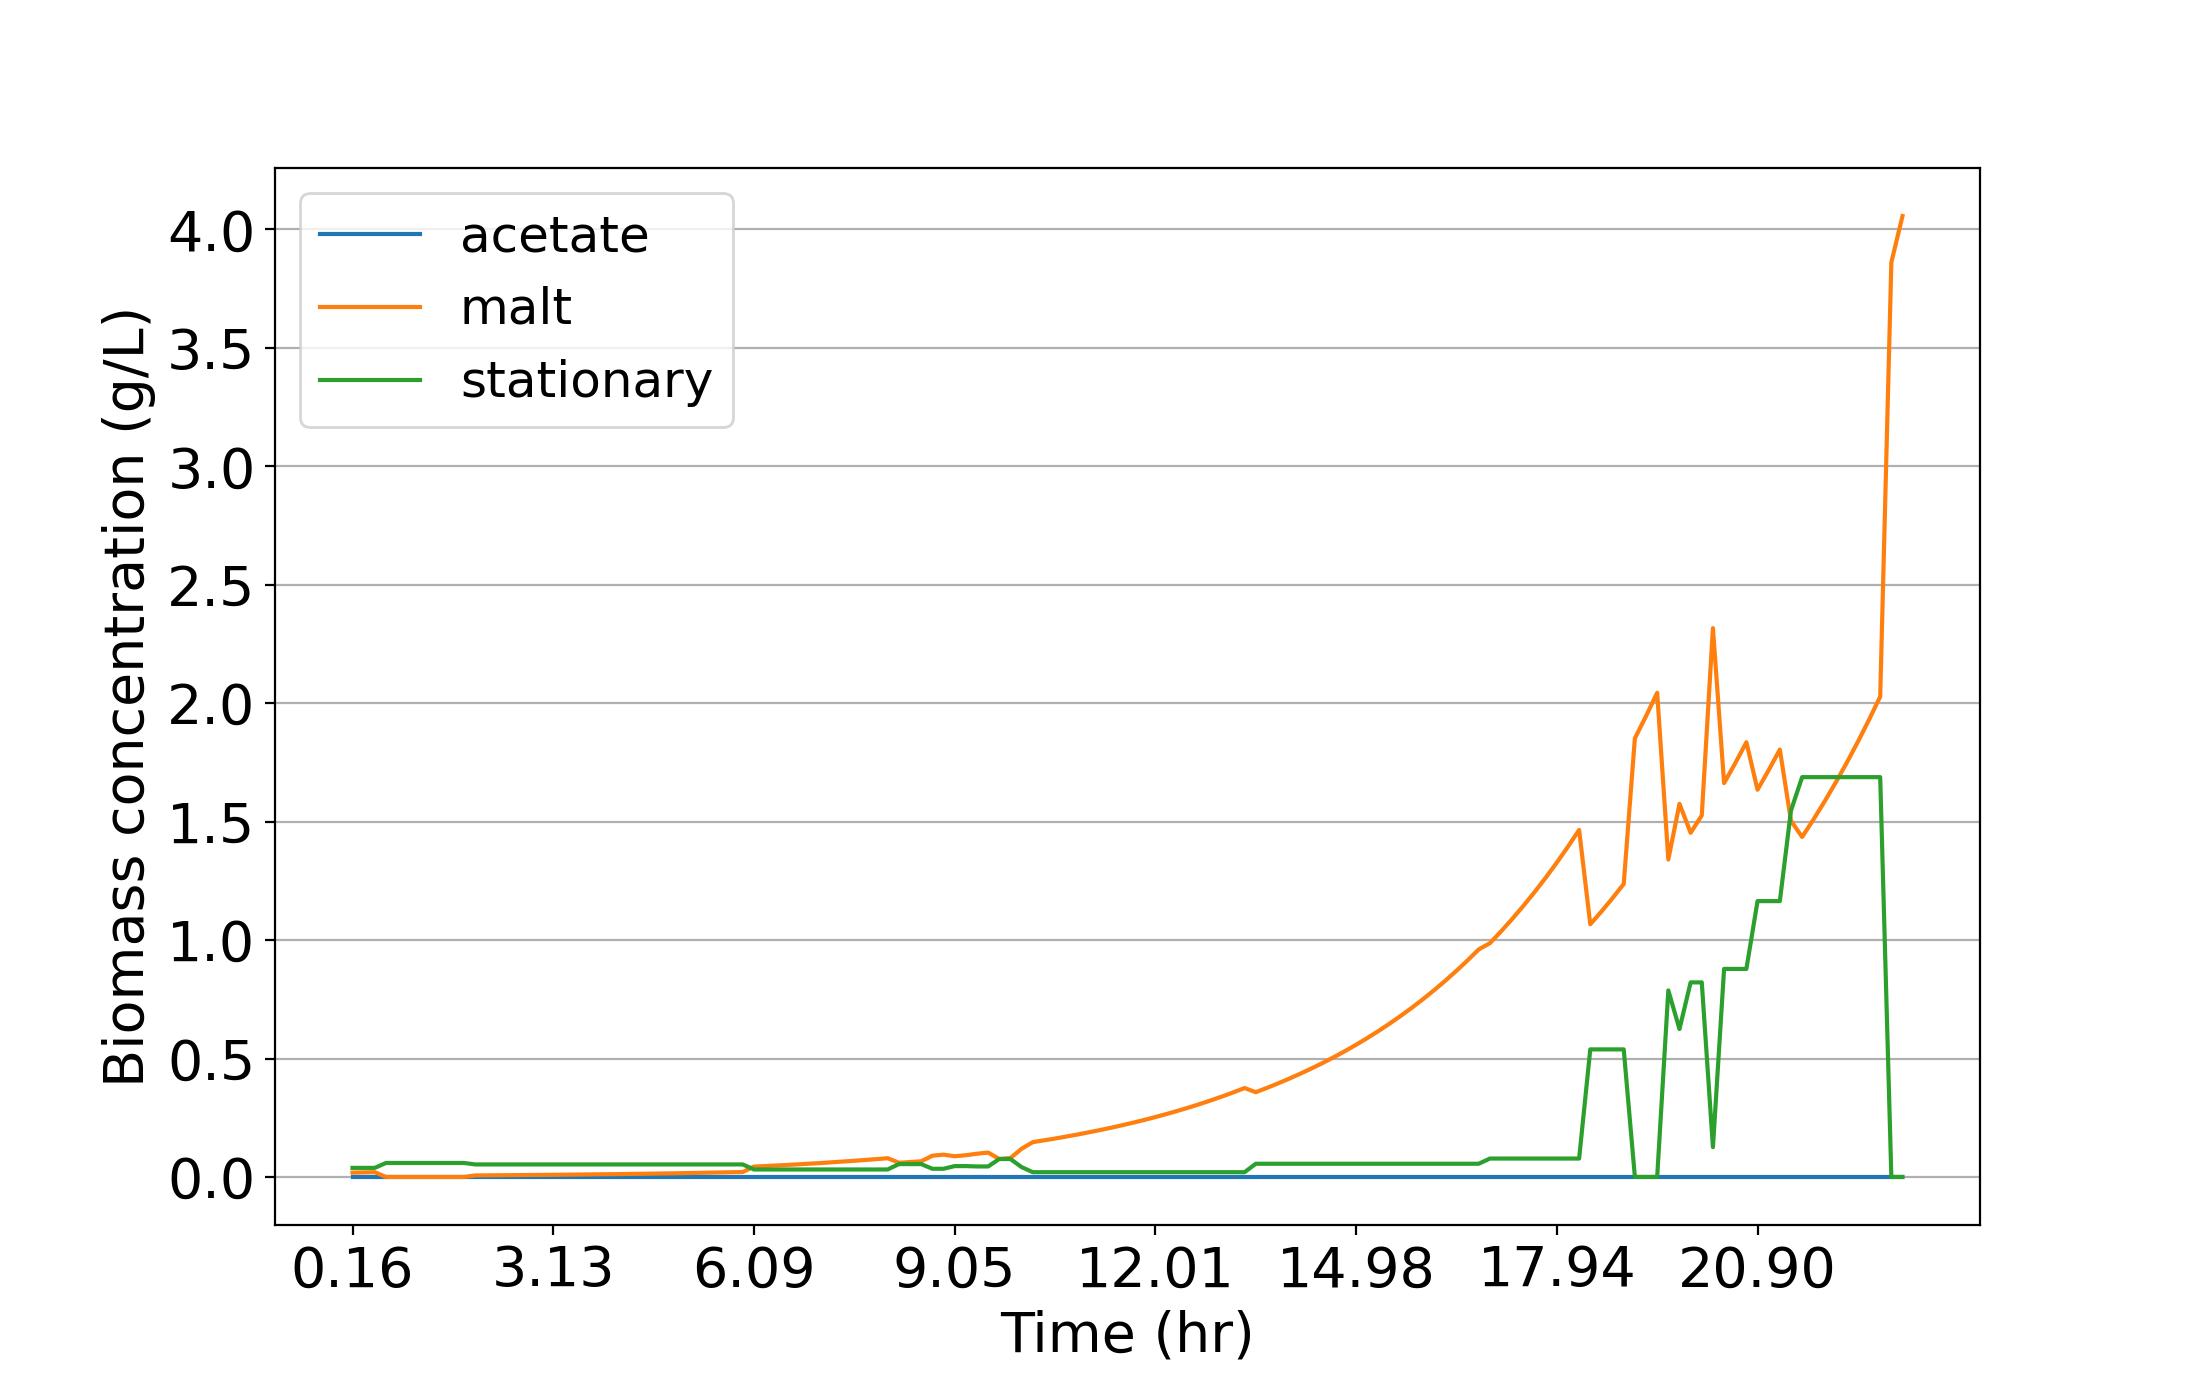 acetate
malt
stationary
Biomass concentration (g/L)
4.0
3.5
3.0
2.5
2.0
1.5
1.0
0.5
0.0
0.16 3.13 6.09 9.05 12.01 14.98 17.94 20.90
Time (hr)